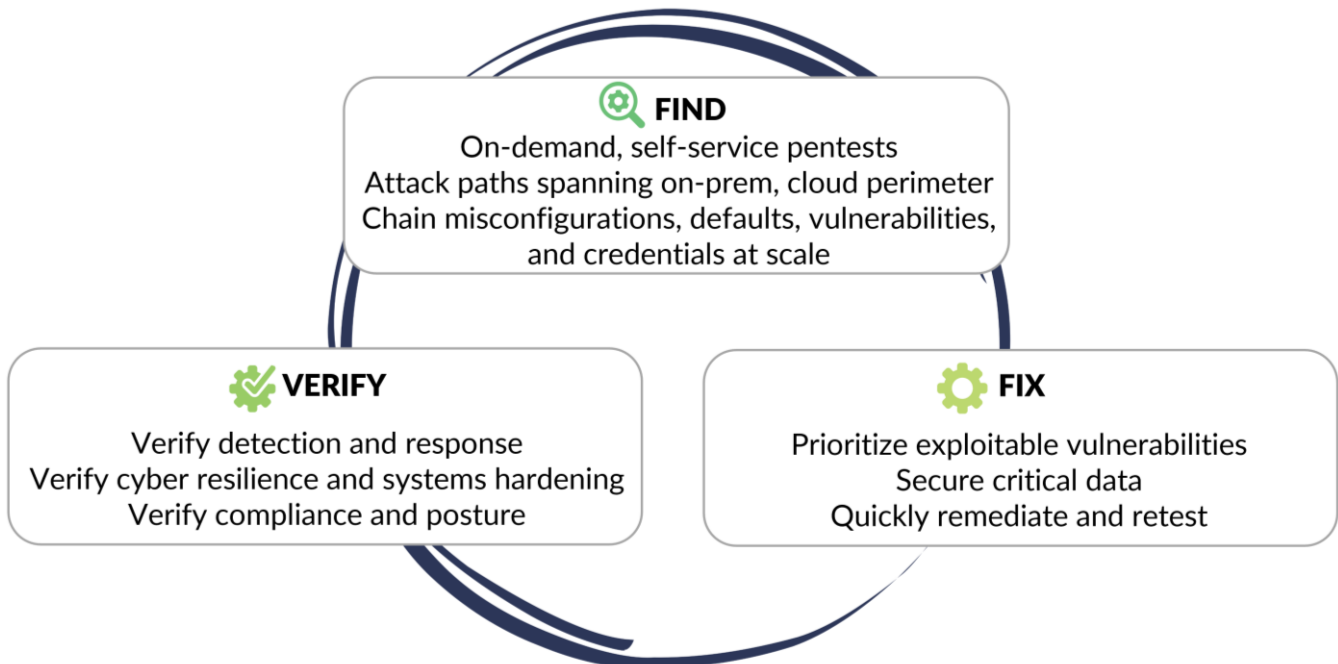 FIND
On-demand, self-service pentests
Attack paths spanning on-prem, cloud perimeter
Chain misconfigurations, defaults, vulnerabilities,
and credentials at scale
VERIFY
Verify detection and response
Verify cyber resilience and systems hardening
Verify compliance and posture
FIX
Prioritize exploitable vulnerabilities
Secure critical data
Quickly remediate and retest